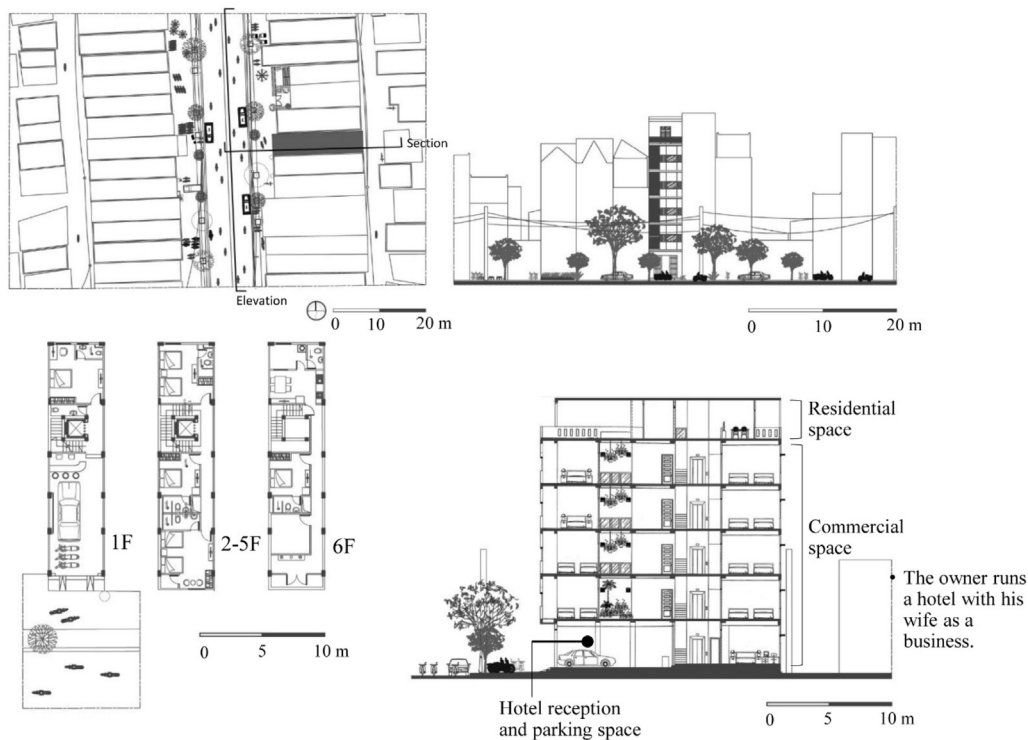 Section
Elevation
0 10 20 m
0 10 20 m
1F
2-5F
6F
0 5 10 m
Residential
space
Commercial
space
The owner runs
a hotel with his
wife as a
business.
Hotel reception
and parking space
0 5 10 m